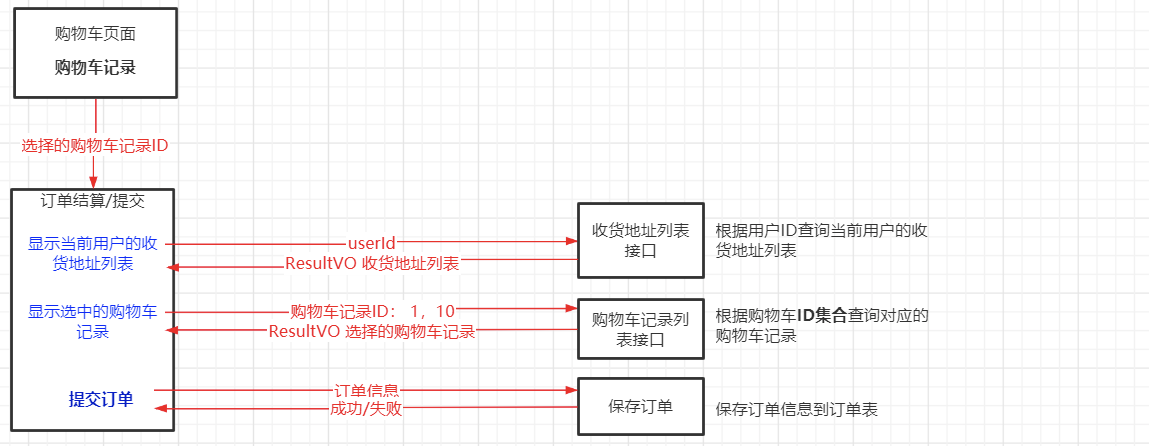 购物车页面
购物车记录
选择的购物车记录ID
订单结算/提交
显示当前用户的收
货地址列表
userId
ResultVO 收货地址列表
收货地址列表
接口
根据用户ID查询当前用户的收
货地址列表
显示选中的购物车
记录
购物车记录ID： 1，10
ResultVO 选择的购物车记录
购物车记录列
表接口
根据购物车ID集合查询对应的
购物车记录
提交订单
订单信息
成功/失败
保存订单
保存订单信息到订单表